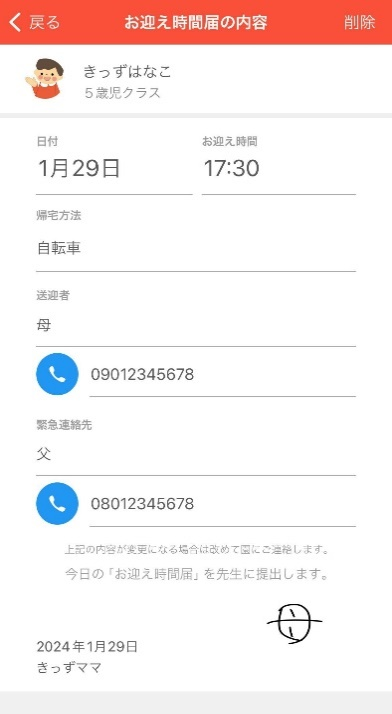 戻る お迎え時間届の内容 削除
きっずはなこ
5歳児クラス
日付 お迎え時間
1月29日 17:30
帰宅方法
自転車
送迎者
母
09012345678
緊急連絡先
父
08012345678
上記の内容が変更になる場合は改めて園にご連絡します。
今日の「お迎え時間届」を先生に提出します。
2024年1月29日
きっずママ